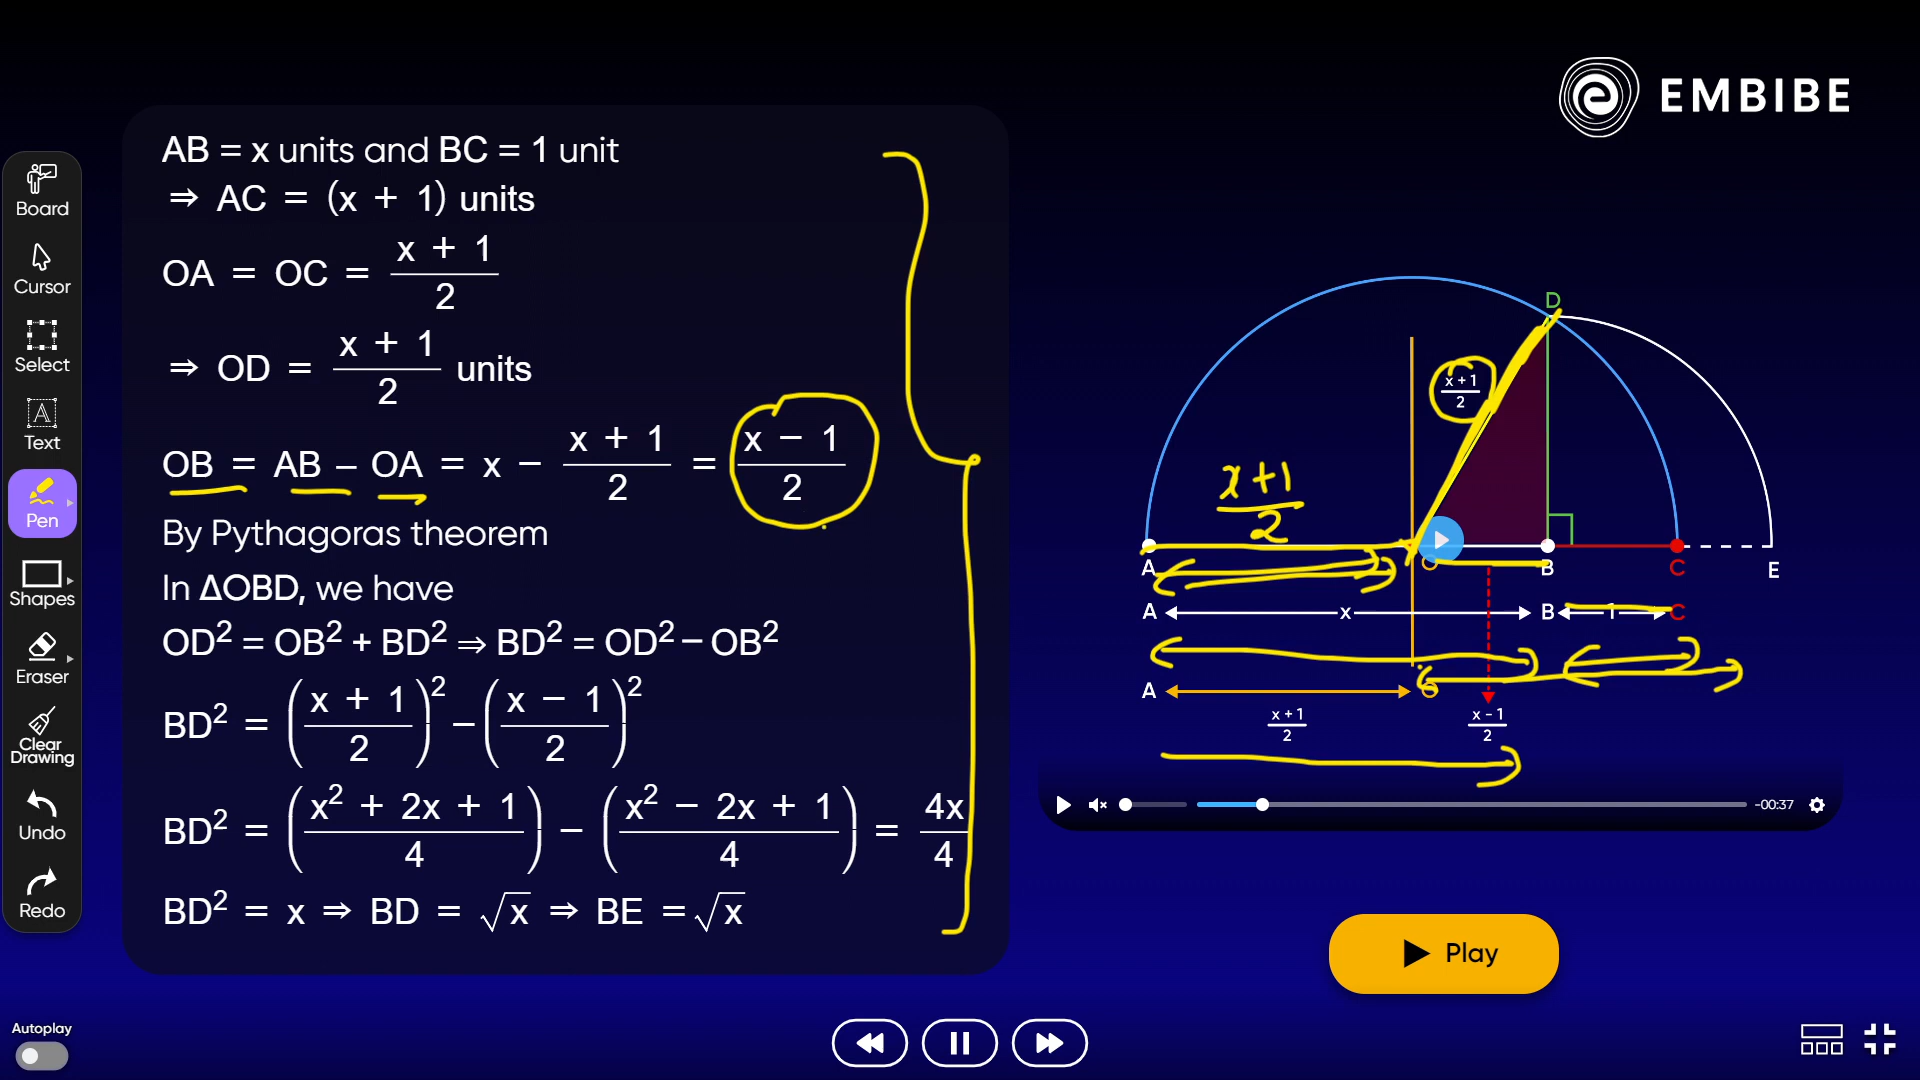 EMBIBE
Board
Cursor
Select
Text
Pen
Shapes
Eraser
Clear
Drawing
Undo
Redo
Autoplay
AB = x units and BC = 1 unit
⇒ AC = (x + 1) units
OA = OC = (x + 1)/2
⇒ OD = (x + 1)/2 units
OB = AB – OA = x − (x + 1)/2 = (x − 1)/2
By Pythagoras theorem
In ΔOBD, we have
OD² = OB² + BD² ⇒ BD² = OD² – OB²
BD² = ((x + 1)/2)² − ((x − 1)/2)²
BD² = ((x² + 2x + 1)/4) − ((x² − 2x + 1)/4) = 4x/4
BD² = x ⇒ BD = √x ⇒ BE = √x
D
(x + 1)/2
(x+1)/2
A O B C E
A x B 1 C
A O
(x + 1)/2 (x - 1)/2
-00:37
Play